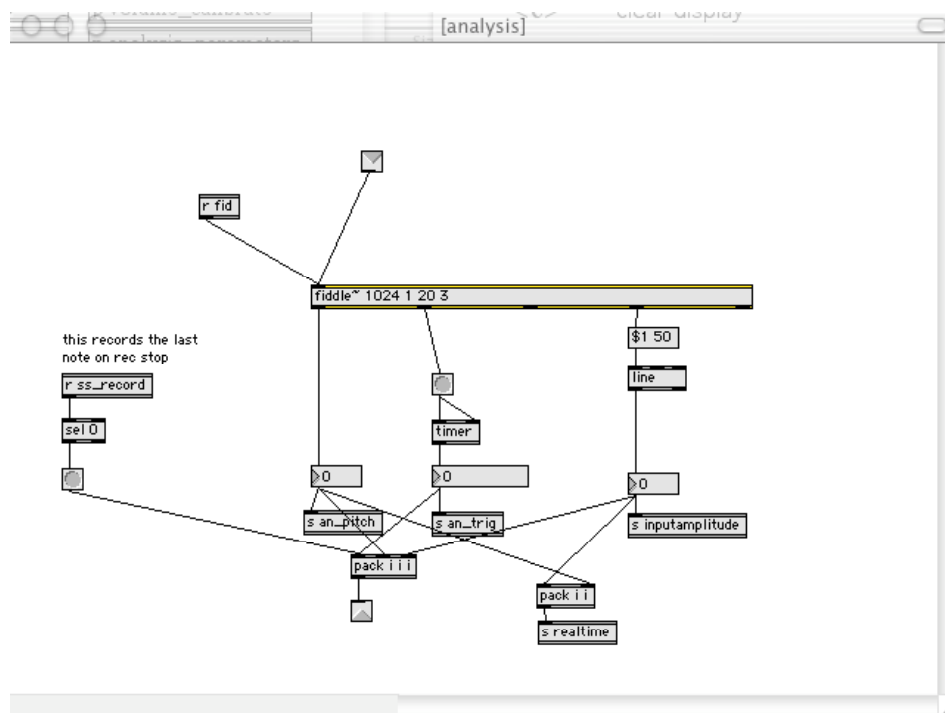 clear display
[analysis]
r fid
fiddle~ 1024 1 20 3
this records the last
note on rec stop
$1 50
r ss_record
line
sel 0
timer
0
0
0
s an_pitch
s an_trig
s inputamplitude
pack i i i
pack i i
s realtime